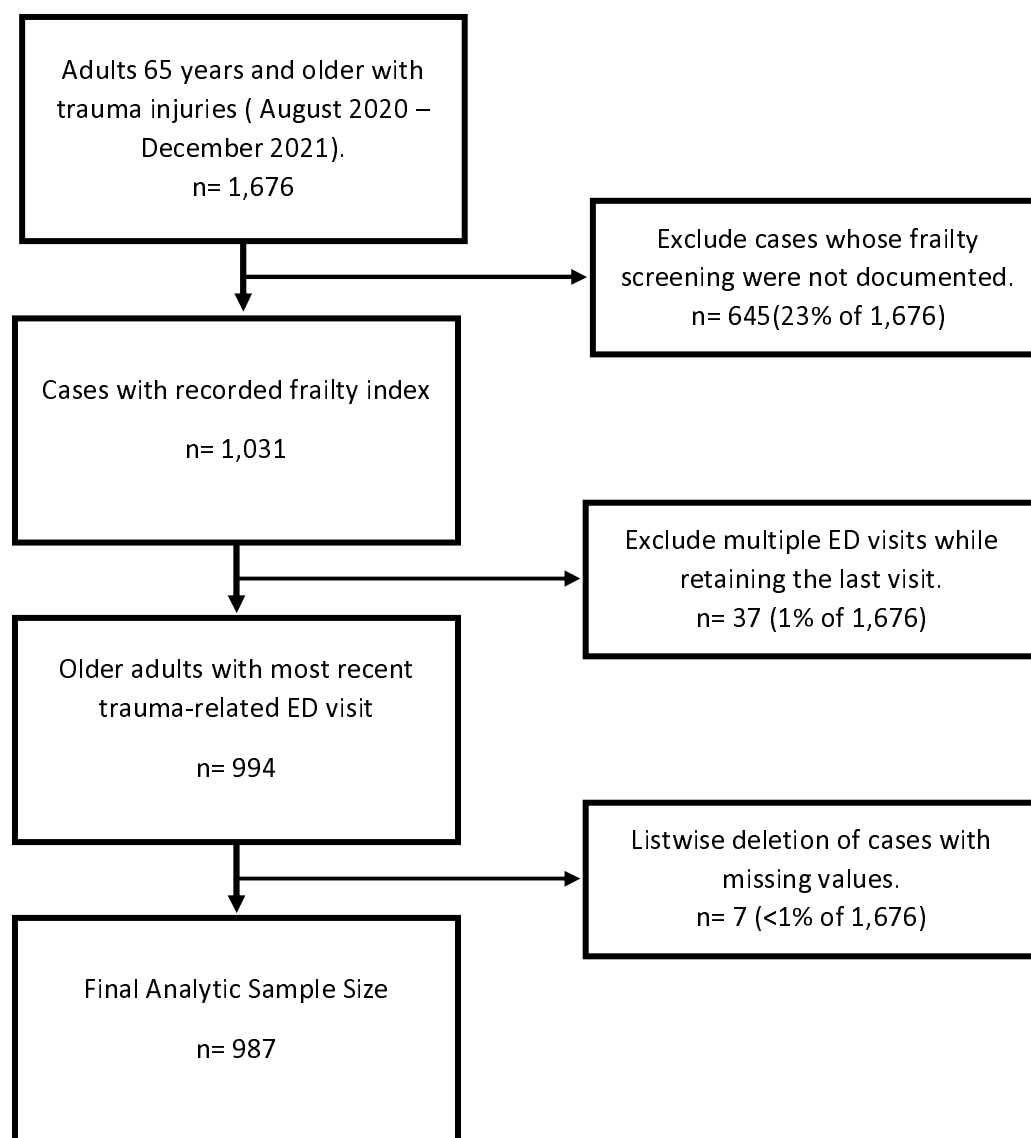 Adults 65 years and older with
trauma injuries ( August 2020 –
December 2021).
n= 1,676
Exclude cases whose frailty
screening were not documented.
n= 645(23% of 1,676)
Cases with recorded frailty index
n= 1,031
Exclude multiple ED visits while
retaining the last visit.
n= 37 (1% of 1,676)
Older adults with most recent
trauma-related ED visit
n= 994
Listwise deletion of cases with
missing values.
n= 7 (<1% of 1,676)
Final Analytic Sample Size
n= 987